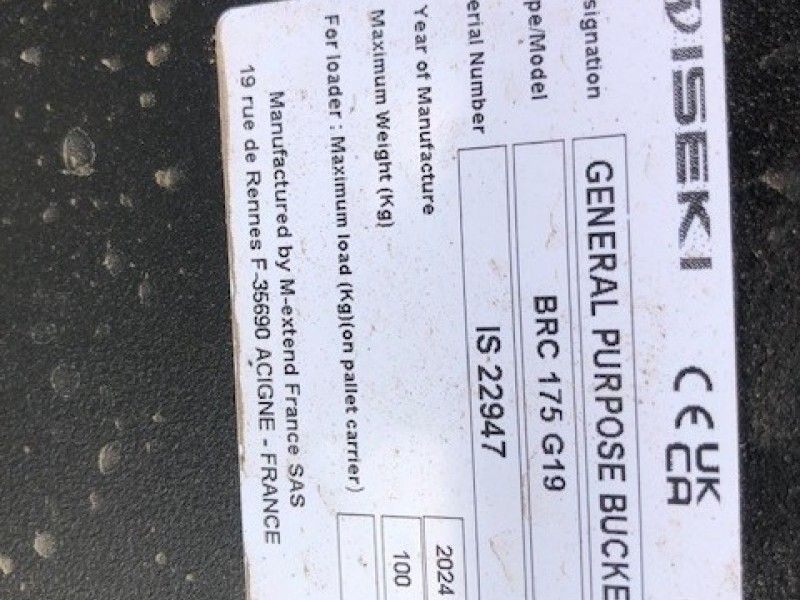 ISEKI CE UK CA
signation GENERAL PURPOSE BUCKE
pe/Model BRC 175 G19
erial Number IS 22947
Year of Manufacture 2024
Maximum Weight (Kg) 100
For loader : Maximum load (Kg)(on pallet carrier)
Manufactured by M-extend France SAS
19 rue de Rennes F-35690 ACIGNE - FRANCE